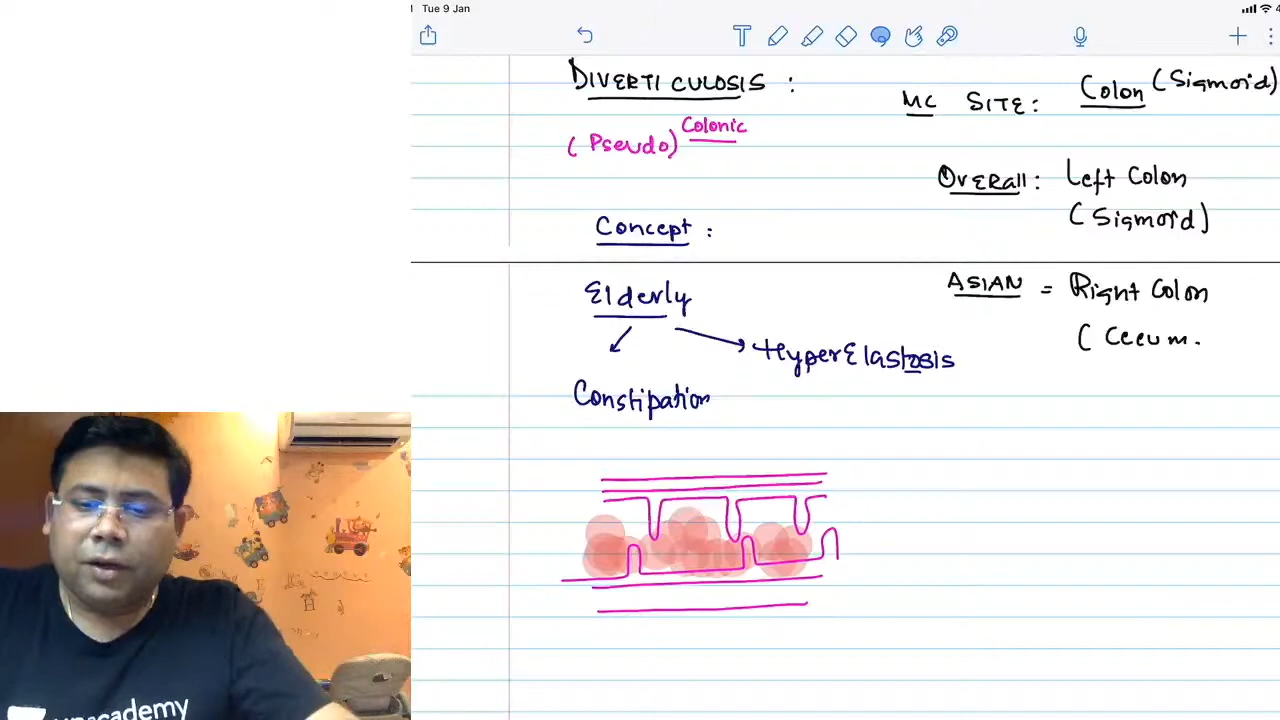 Tue 9 Jan
DIVERTICULOSIS :
(Pseudo) Colonic
MC SITE: Colon (Sigmoid)
OVERAll: Left Colon
(Sigmoid)
Concept :
Elderly
HyperElastosis
Constipation
ASIAN = Right Colon
(Cecum.
unacademy